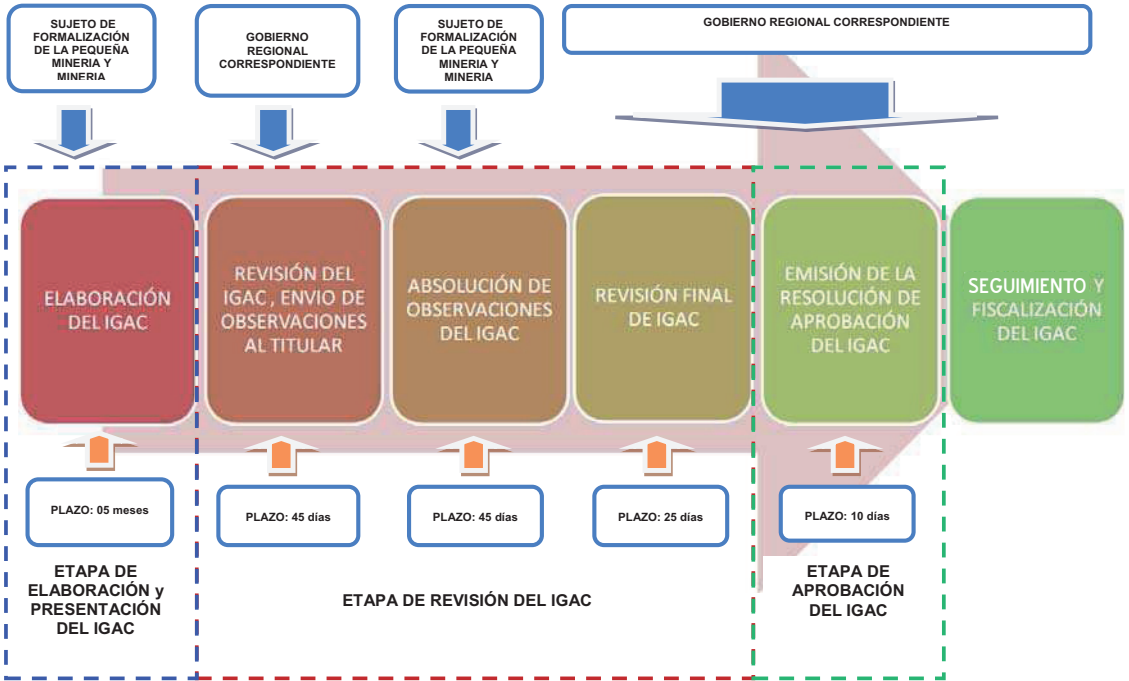 SUJETO DE
FORMALIZACIÓN
DE LA PEQUEÑA
MINERIA Y
MINERIA
GOBIERNO
REGIONAL
CORRESPONDIENTE
SUJETO DE
FORMALIZACIÓN
DE LA PEQUEÑA
MINERIA Y
MINERIA
GOBIERNO REGIONAL CORRESPONDIENTE
ELABORACIÓN
DEL IGAC
REVISIÓN DEL
IGAC , ENVIO DE
OBSERVACIONES
AL TITULAR
ABSOLUCIÓN DE
OBSERVACIONES
DEL IGAC
REVISIÓN FINAL
DE IGAC
EMISIÓN DE LA
RESOLUCIÓN DE
APROBACIÓN
DEL IGAC
SEGUIMIENTO Y
FISCALIZACIÓN
DEL IGAC
PLAZO: 05 meses
PLAZO: 45 días
PLAZO: 45 días
PLAZO: 25 días
PLAZO: 10 días
ETAPA DE
ELABORACIÓN y
PRESENTACIÓN
DEL IGAC
ETAPA DE REVISIÓN DEL IGAC
ETAPA DE
APROBACIÓN
DEL IGAC